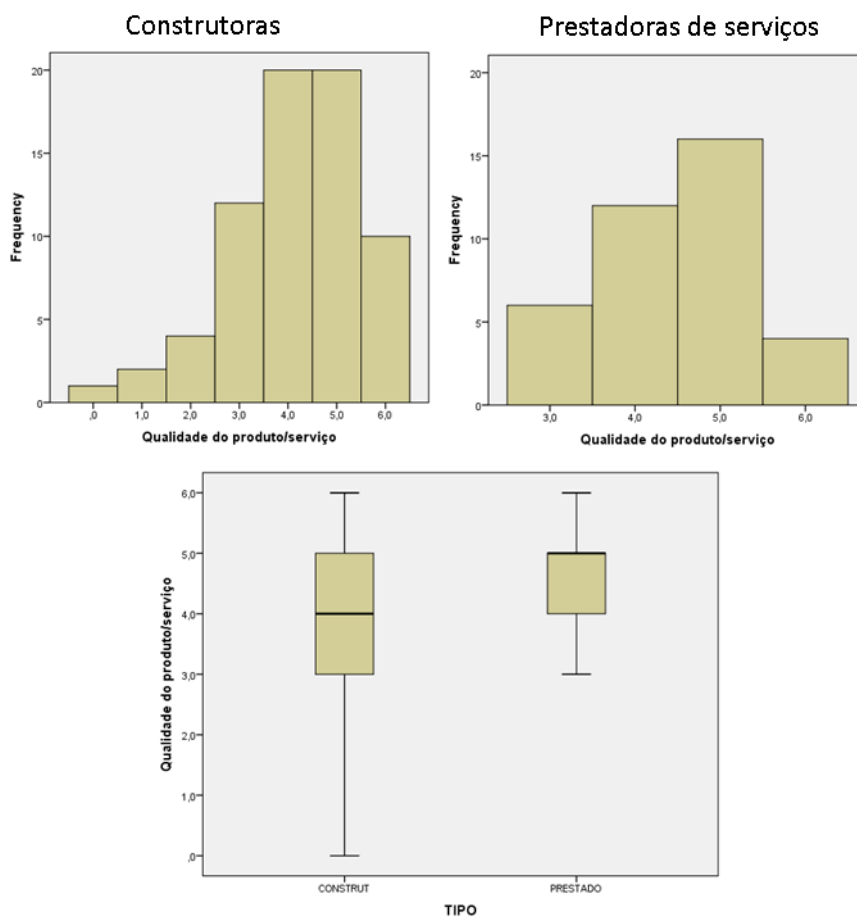 Construtoras
Frequency
20
15
10
5
0
,0 1,0 2,0 3,0 4,0 5,0 6,0
Qualidade do produto/serviço
Prestadoras de serviços
Frequency
20
15
10
5
0
3,0 4,0 5,0 6,0
Qualidade do produto/serviço
Qualidade do produto/serviço
6,0
5,0
4,0
3,0
2,0
1,0
,0
CONSTRUT PRESTADO
TIPO